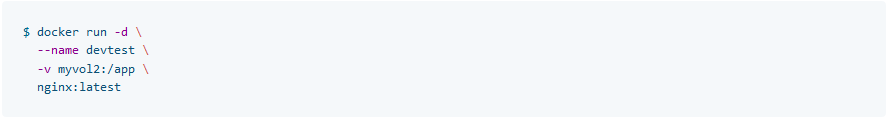 $ docker run -d \
--name devtest \
-v myvol2:/app \
nginx:latest